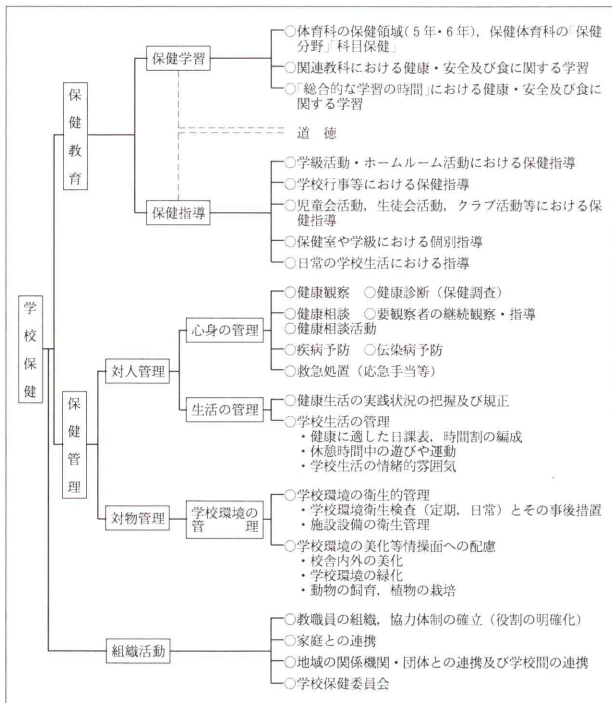 学校保健
保健教育
保健学習
○体育科の保健領域(5年・6年),保健体育科の「保健
分野」「科目保健」
○関連教科における健康・安全及び食に関する学習
○「総合的な学習の時間」における健康・安全及び食に
関する学習
道 徳
保健指導
○学級活動・ホームルーム活動における保健指導
○学校行事等における保健指導
○児童会活動,生徒会活動,クラブ活動等における保
健指導
○保健室や学級における個別指導
○日常の学校生活における指導
保健管理
対人管理
心身の管理
○健康観察 ○健康診断(保健調査)
○健康相談 ○要観察者の継続観察・指導
○健康相談活動
○疾病予防 ○伝染病予防
○救急処置(応急手当等)
生活の管理
○健康生活の実践状況の把握及び規正
○学校生活の管理
・健康に適した日課表,時間割の編成
・休憩時間中の遊びや運動
・学校生活の情緒的雰囲気
対物管理
学校環境の
管 理
○学校環境の衛生的管理
・学校環境衛生検査(定期,日常)とその事後措置
・施設設備の衛生管理
○学校環境の美化等情操面への配慮
・校舎内外の美化
・学校環境の緑化
・動物の飼育,植物の栽培
組織活動
○教職員の組織,協力体制の確立(役割の明確化)
○家庭との連携
○地域の関係機関・団体との連携及び学校間の連携
○学校保健委員会